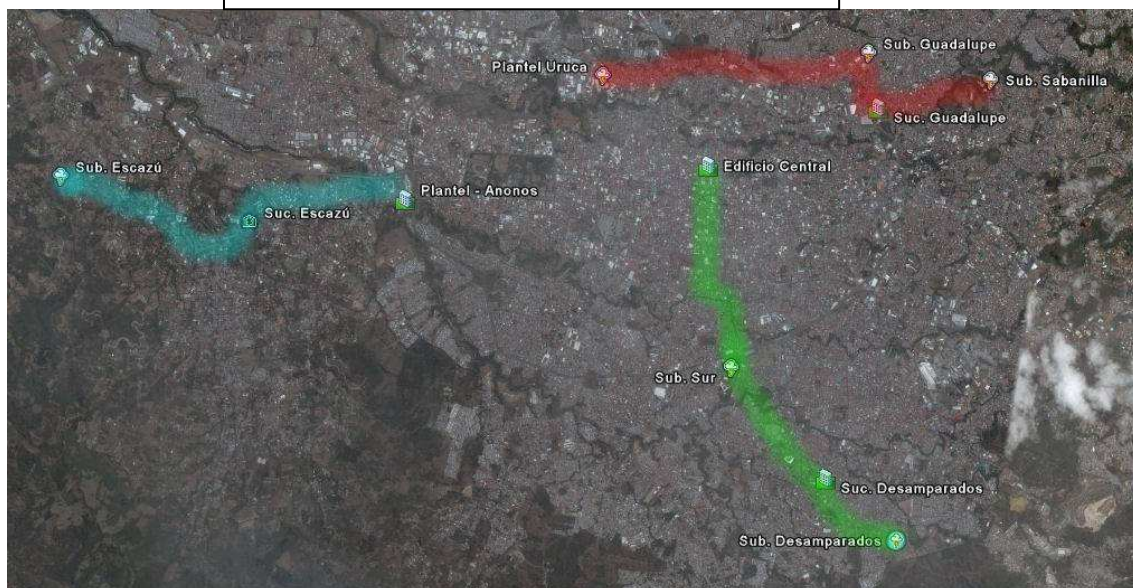 Sub. Guadalupe
Plantel Uruca
Sub. Sabanilla
Suc. Guadalupe
Edificio Central
Sub. Escazú
Plantel - Anonos
Suc. Escazú
Sub. Sur
Suc. Desamparados
Sub. Desamparados